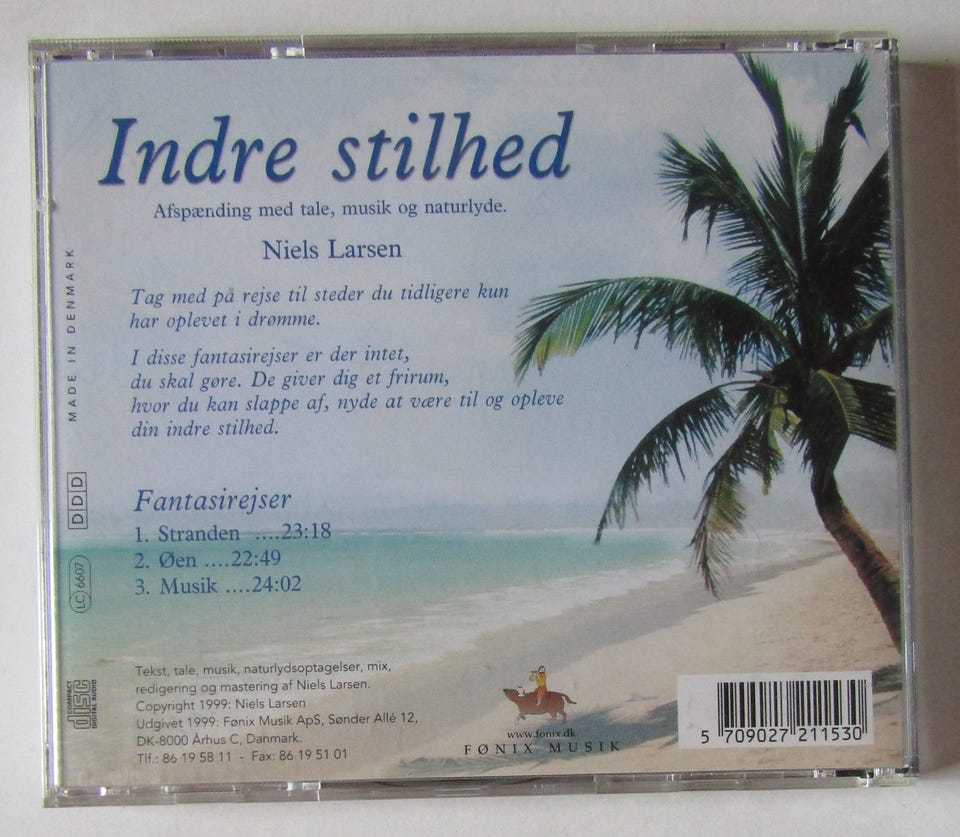 Indre stilhed
Afspænding med tale, musik og naturlyde.
Niels Larsen
Tag med på rejse til steder du tidligere kun
har oplevet i drømme.
I disse fantasirejser er der intet,
du skal gøre. De giver dig et frirum,
hvor du kan slappe af, nyde at være til og opleve
din indre stilhed.
Fantasirejser
1. Stranden ....23:18
2. Øen ....22:49
3. Musik ....24:02
Tekst, tale, musik, naturlydsoptagelser, mix,
redigering og mastering af Niels Larsen.
Copyright 1999: Niels Larsen
Udgivet 1999: Fønix Musik ApS, Sønder Allé 12,
DK-8000 Århus C, Danmark.
Tlf.: 86 19 58 11 - Fax: 86 19 51 01
www.fonix.dk
FØNIX MUSIK
5 709027 211530
MADE IN DENMARK
DDD
LC 6607
COMPACT
disc
DIGITAL AUDIO